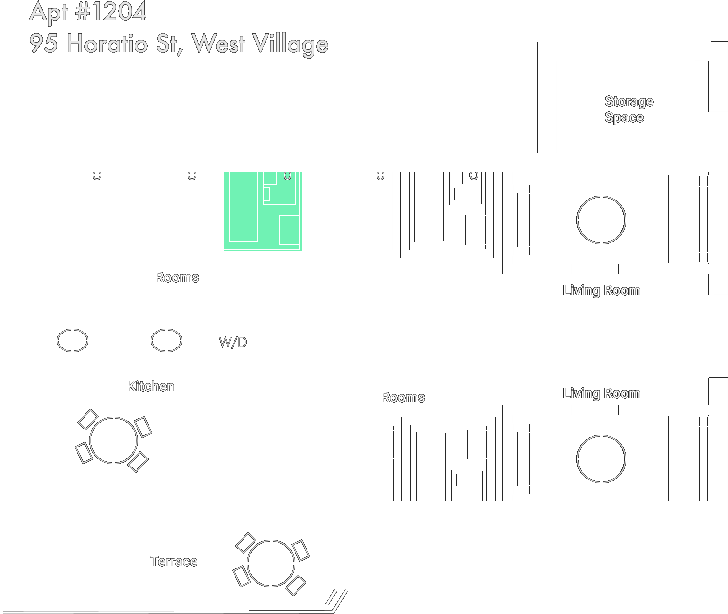 Apt #1204
95 Horatio St, West Village
Storage
Space
Rooms
Living Room
W/D
Kitchen
Rooms
Living Room
Terrace